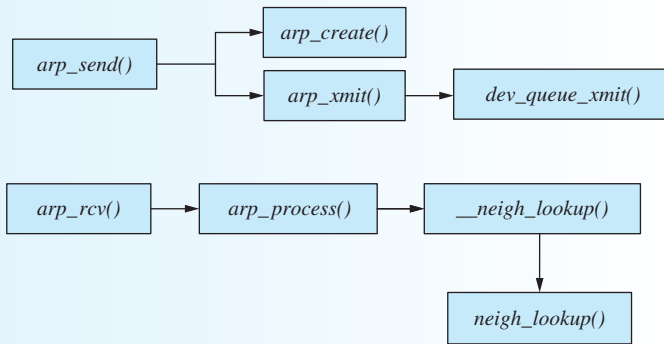 arp_create()
arp_send()
arp_xmit()
dev_queue_xmit()
arp_rcv()
arp_process()
__neigh_lookup()
neigh_lookup()